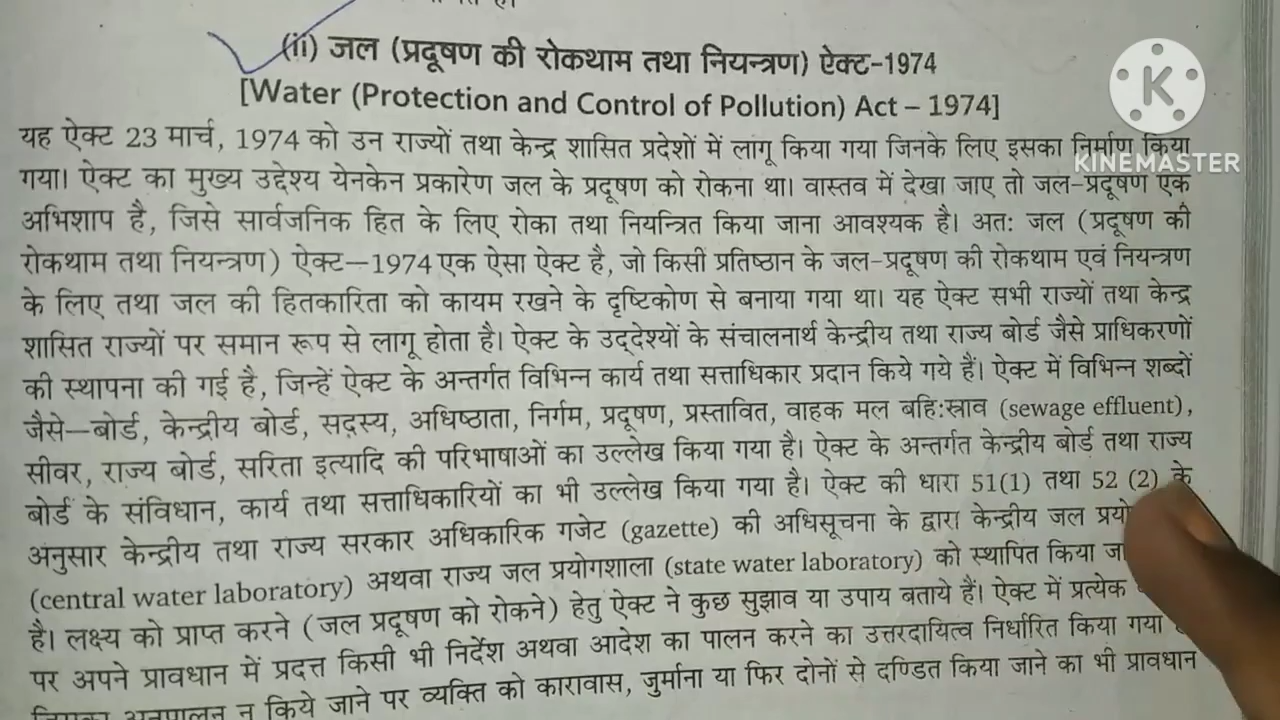 (ii) जल (प्रदूषण की रोकथाम तथा नियन्त्रण) ऐक्ट-1974
[Water (Protection and Control of Pollution) Act – 1974]
K
KINEMASTER
यह ऐक्ट 23 मार्च, 1974 को उन राज्यों तथा केन्द्र शासित प्रदेशों में लागू किया गया जिनके लिए इसका निर्माण किया
गया। ऐक्ट का मुख्य उद्देश्य येनकेन प्रकारेण जल के प्रदूषण को रोकना था। वास्तव में देखा जाए तो जल-प्रदूषण एक
अभिशाप है, जिसे सार्वजनिक हित के लिए रोका तथा नियन्त्रित किया जाना आवश्यक है। अतः जल (प्रदूषण की
रोकथाम तथा नियन्त्रण) ऐक्ट—1974 एक ऐसा ऐक्ट है, जो किसी प्रतिष्ठान के जल-प्रदूषण की रोकथाम एवं नियन्त्रण
के लिए तथा जल की हितकारिता को कायम रखने के दृष्टिकोण से बनाया गया था। यह ऐक्ट सभी राज्यों तथा केन्द्र
शासित राज्यों पर समान रूप से लागू होता है। ऐक्ट के उद्देश्यों के संचालनार्थ केन्द्रीय तथा राज्य बोर्ड जैसे प्राधिकरणों
की स्थापना की गई है, जिन्हें ऐक्ट के अन्तर्गत विभिन्न कार्य तथा सत्ताधिकार प्रदान किये गये हैं। ऐक्ट में विभिन्न शब्दों
जैसे—बोर्ड, केन्द्रीय बोर्ड, सदस्य, अधिष्ठाता, निर्गम, प्रदूषण, प्रस्तावित, वाहक मल बहिःस्राव (sewage effluent),
सीवर, राज्य बोर्ड, सरिता इत्यादि की परिभाषाओं का उल्लेख किया गया है। ऐक्ट के अन्तर्गत केन्द्रीय बोर्ड तथा राज्य
बोर्ड के संविधान, कार्य तथा सत्ताधिकारियों का भी उल्लेख किया गया है। ऐक्ट की धारा 51(1) तथा 52 (2) के
अनुसार केन्द्रीय तथा राज्य सरकार अधिकारिक गजेट (gazette) की अधिसूचना के द्वारा केन्द्रीय जल
(central water laboratory) अथवा राज्य जल प्रयोगशाला (state water laboratory) को स्थापित किया
है। लक्ष्य को प्राप्त करने (जल प्रदूषण को रोकने) हेतु ऐक्ट ने कुछ सुझाव या उपाय बताये हैं। ऐक्ट में प्रत्येक
पर अपने प्रावधान में प्रदत्त किसी भी निर्देश अथवा आदेश का पालन करने का उत्तरदायित्व निर्धारित किया गया
न किये जाने पर व्यक्ति को कारावास, जुर्माना या फिर दोनों से दण्डित किया जाने का भी प्रावधान